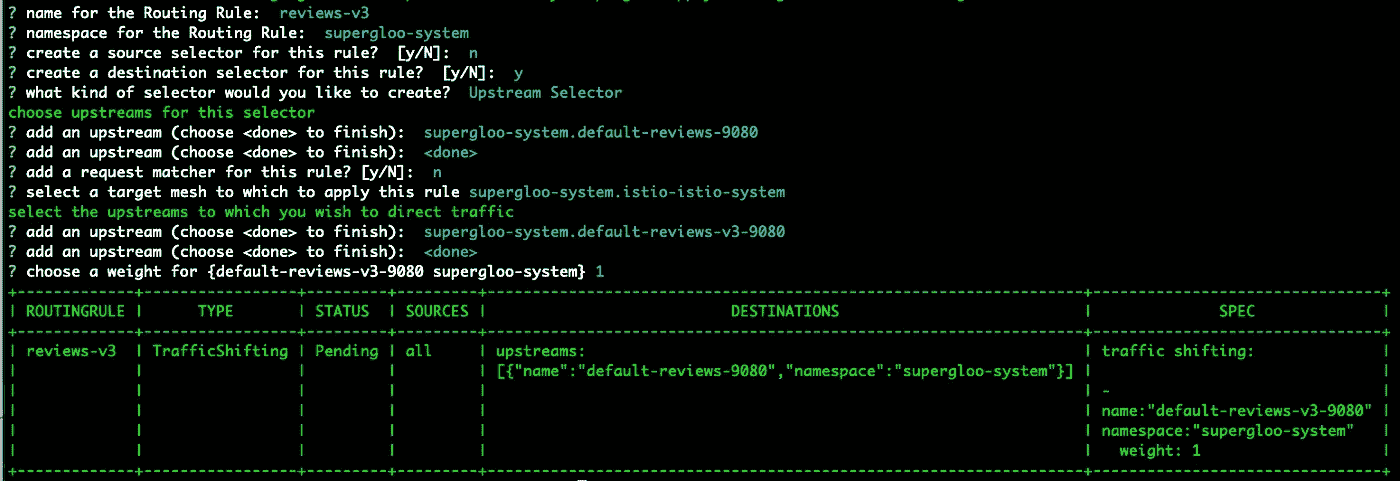 ? name for the Routing Rule:  reviews-v3
? namespace for the Routing Rule:  supergloo-system
? create a source selector for this rule?  [y/N]:  n
? create a destination selector for this rule?  [y/N]:  y
? what kind of selector would you like to create?  Upstream Selector
choose upstreams for this selector
? add an upstream (choose <done> to finish):  supergloo-system.default-reviews-9080
? add an upstream (choose <done> to finish):  <done>
? add a request matcher for this rule? [y/N]:  n
? select a target mesh to which to apply this rule supergloo-system.istio-istio-system
select the upstreams to which you wish to direct traffic
? add an upstream (choose <done> to finish):  supergloo-system.default-reviews-v3-9080
? add an upstream (choose <done> to finish):  <done>
? choose a weight for {default-reviews-v3-9080 supergloo-system} 1
| ROUTINGRULE | TYPE | STATUS | SOURCES | DESTINATIONS | SPEC |
| reviews-v3 | TrafficShifting | Pending | all | upstreams: | traffic shifting: |
[{"name":"default-reviews-9080","namespace":"supergloo-system"}]
-
name:"default-reviews-v3-9080"
namespace:"supergloo-system"
weight: 1